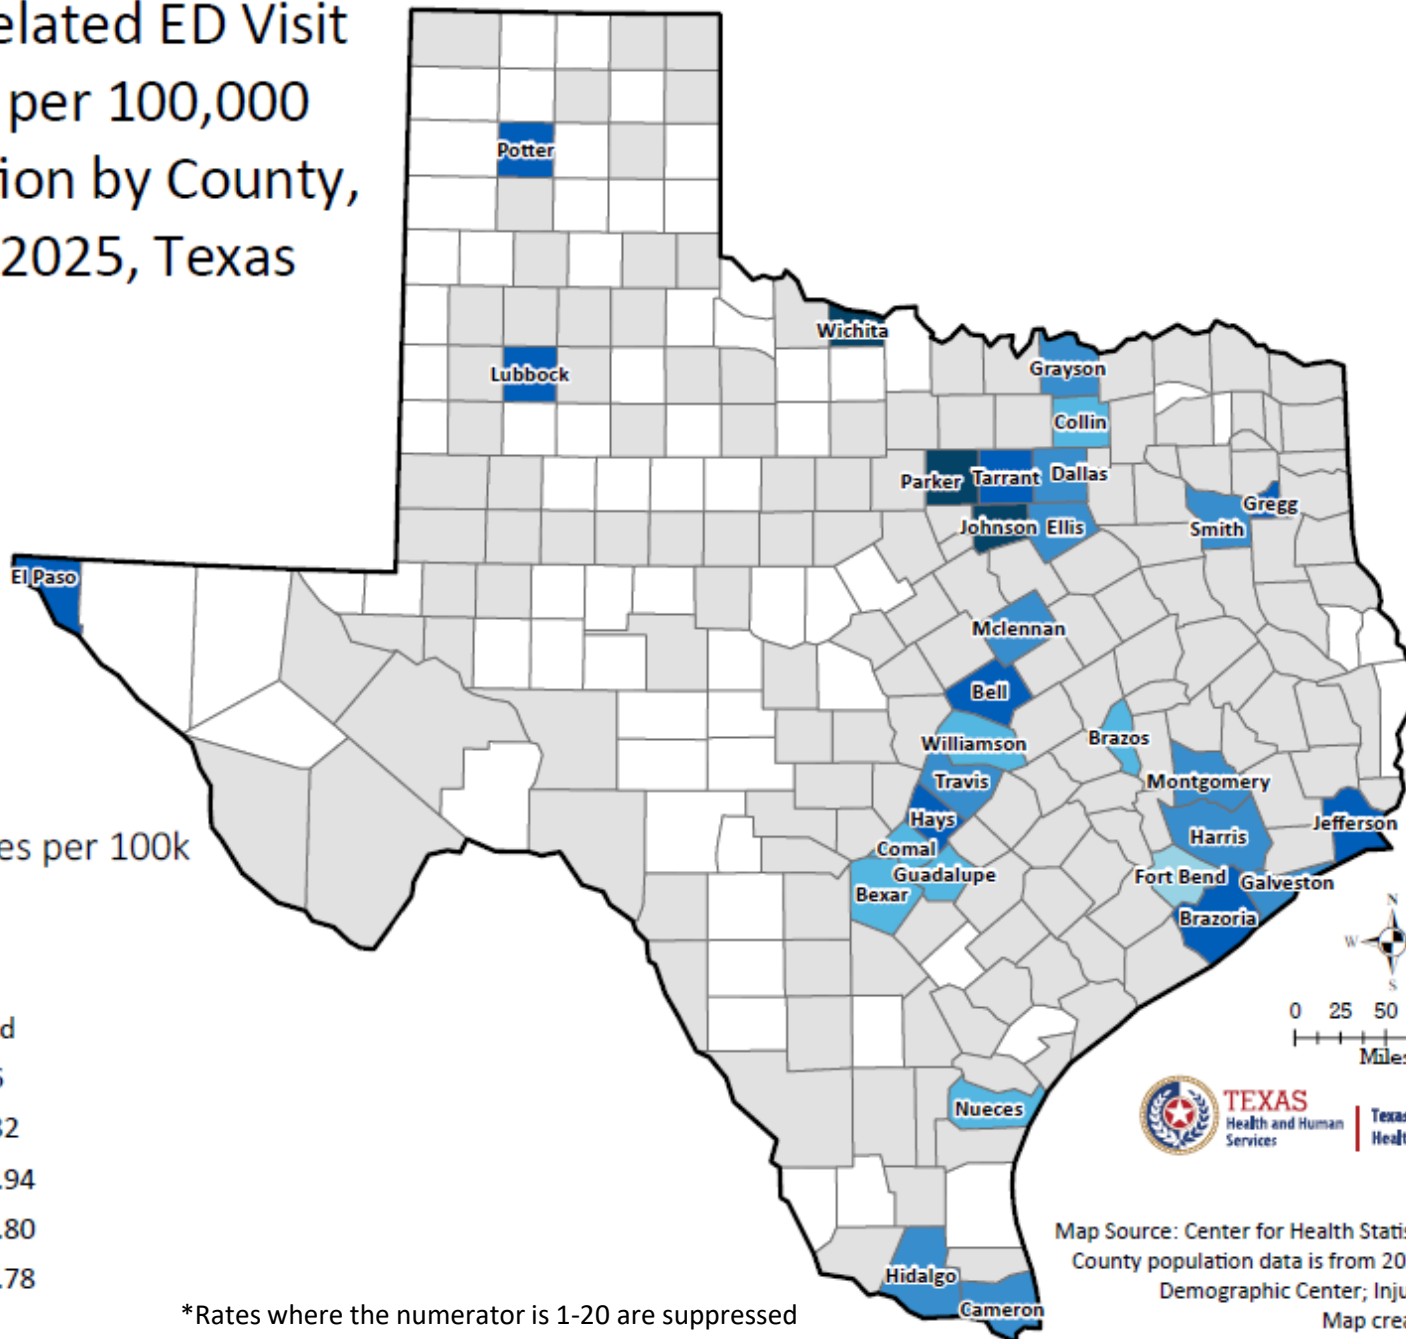 elated ED Visit
per 100,000
ion by County,
2025, Texas
Potter
Wichita
Lubbock
Grayson
Collin
Parker
Tarrant
Dallas
Gregg
Johnson
Ellis
Smith
El Paso
Mclennan
Bell
Williamson
Brazos
Travis
Montgomery
Hays
Harris
Jefferson
Comal
Guadalupe
Fort Bend
Galveston
Bexar
Brazoria
es per 100k
N
W
S
0 25 50
Miles
d
32
.94
.80
.78
TEXAS
Health and Human
Services
Texas
Healt
Nueces
Hidalgo
Cameron
Map Source: Center for Health Statis
County population data is from 20
Demographic Center; Inju
Map crea
*Rates where the numerator is 1-20 are suppressed